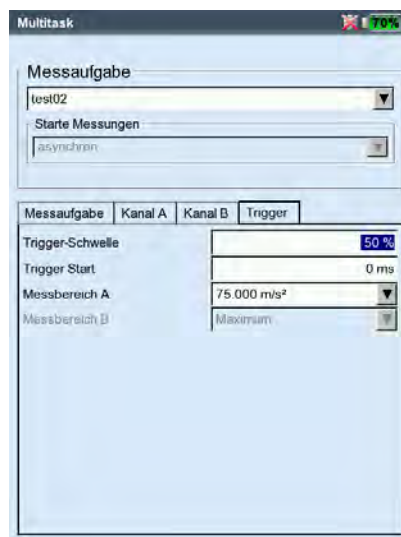 Multitask 70%
Messaufgabe
test02
Starte Messungen
asynchron
Messaufgabe Kanal A Kanal B Trigger
Trigger-Schwelle 50 %
Trigger Start 0 ms
Messbereich A 75.000 m/s²
Messbereich B Maximum